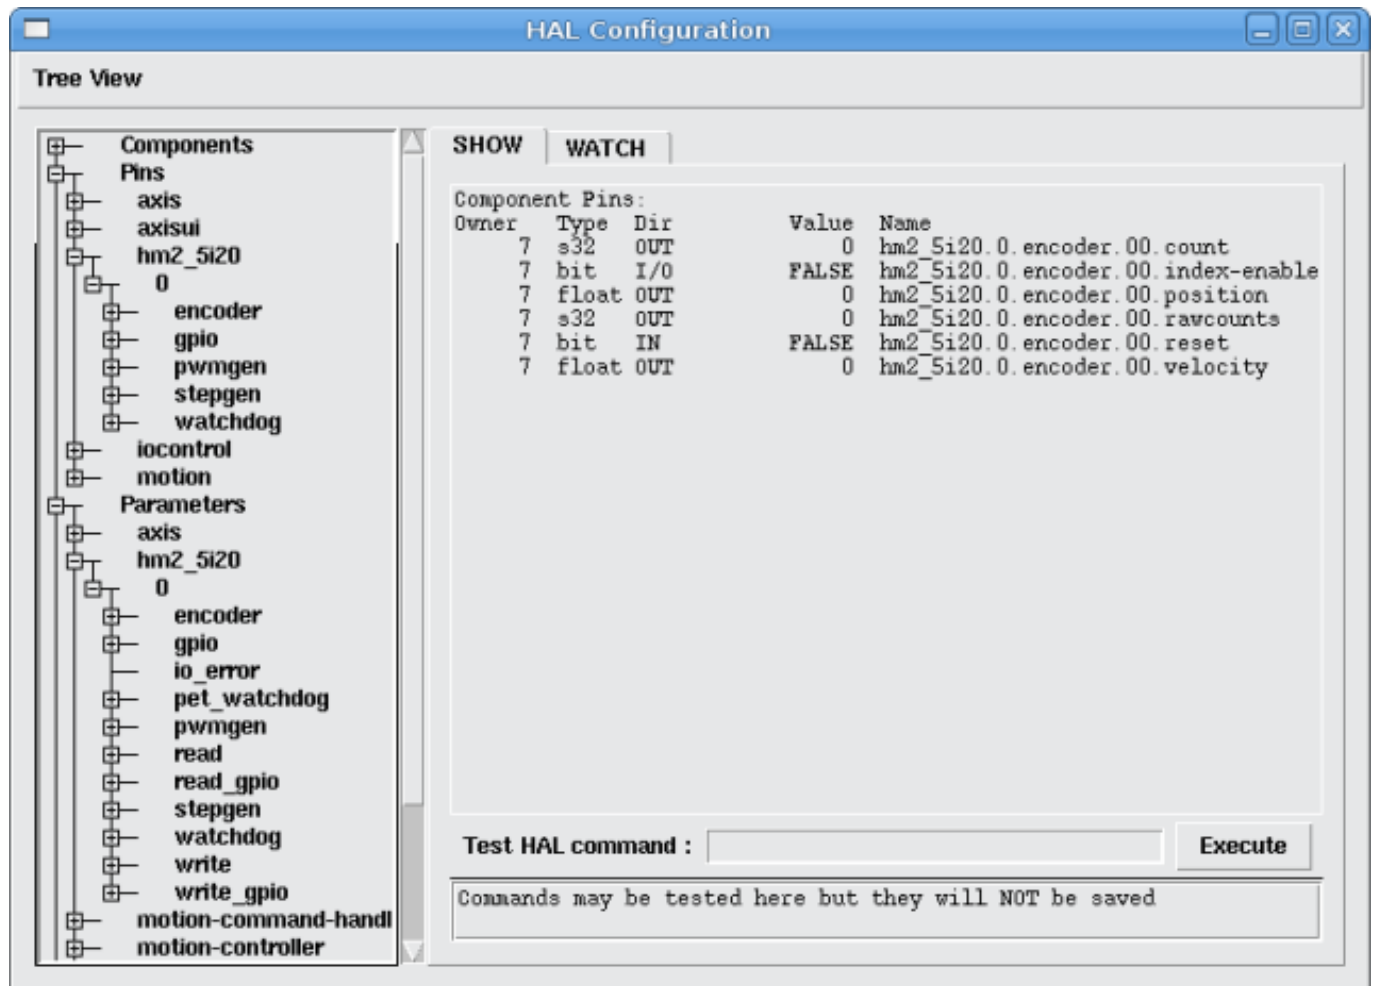 HAL Configuration
Tree View
Components
Pins
axis
axisui
hm2_5i20
0
encoder
gpio
pwmgen
stepgen
watchdog
iocontrol
motion
Parameters
axis
hm2_5i20
0
encoder
gpio
io_error
pet_watchdog
pwmgen
read
read_gpio
stepgen
watchdog
write
write_gpio
motion-command-handl
motion-controller
SHOW WATCH
Component Pins:
Owner Type Dir Value Name
7 s32 OUT 0 hm2_5i20.0.encoder.00.count
7 bit I/O FALSE hm2_5i20.0.encoder.00.index-enable
7 float OUT 0 hm2_5i20.0.encoder.00.position
7 s32 OUT 0 hm2_5i20.0.encoder.00.rawcounts
7 bit IN FALSE hm2_5i20.0.encoder.00.reset
7 float OUT 0 hm2_5i20.0.encoder.00.velocity
Test HAL command : Execute
Commands may be tested here but they will NOT be saved